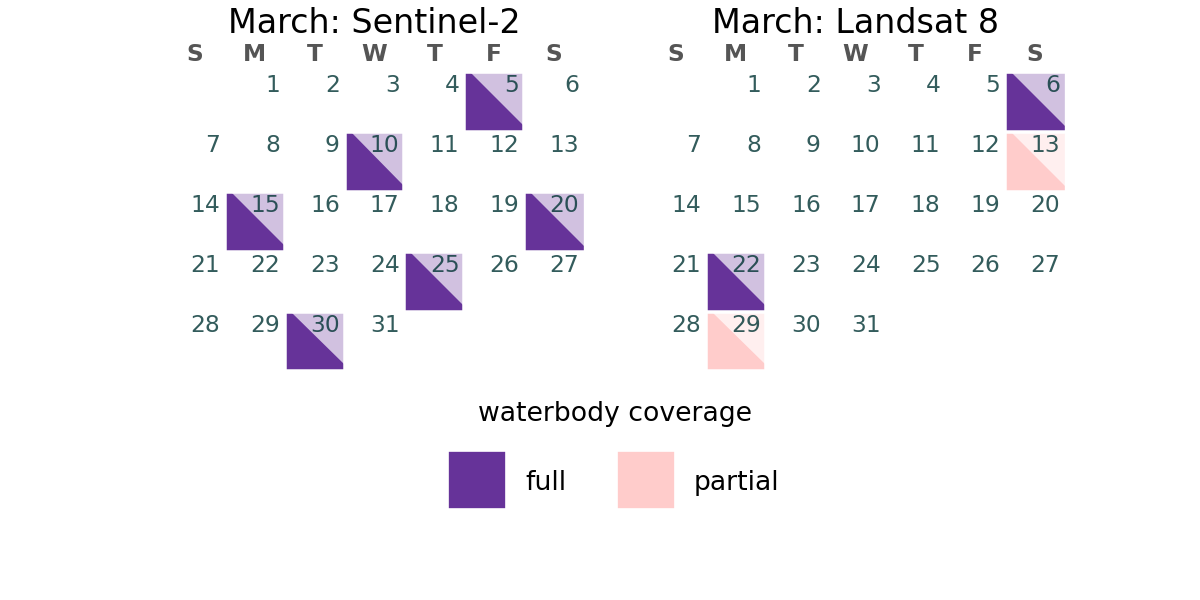 March: Sentinel-2
S M T W T F S
1 2 3 4 5 6
7 8 9 10 11 12 13
14 15 16 17 18 19 20
21 22 23 24 25 26 27
28 29 30 31
March: Landsat 8
S M T W T F S
1 2 3 4 5 6
7 8 9 10 11 12 13
14 15 16 17 18 19 20
21 22 23 24 25 26 27
28 29 30 31
waterbody coverage
full partial